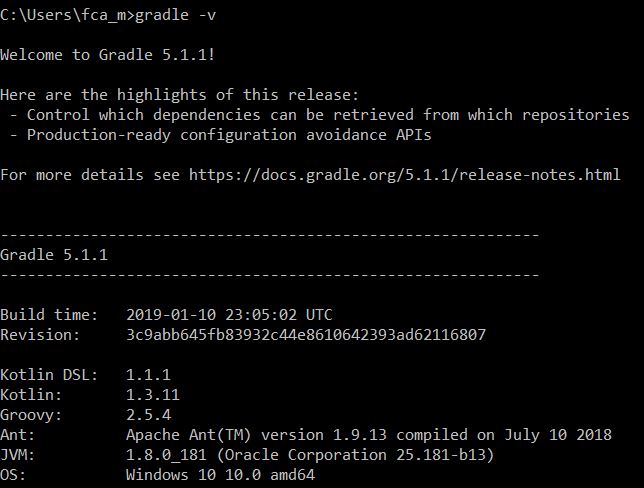 C:\Users\fca_m>gradle -v
Welcome to Gradle 5.1.1!
Here are the highlights of this release:
- Control which dependencies can be retrieved from which repositories
- Production-ready configuration avoidance APIs
For more details see https://docs.gradle.org/5.1.1/release-notes.html
------------------------------------------------------------
Gradle 5.1.1
------------------------------------------------------------
Build time:   2019-01-10 23:05:02 UTC
Revision:     3c9abb645fb83932c44e8610642393ad62116807
Kotlin DSL:   1.1.1
Kotlin:       1.3.11
Groovy:       2.5.4
Ant:          Apache Ant(TM) version 1.9.13 compiled on July 10 2018
JVM:          1.8.0_181 (Oracle Corporation 25.181-b13)
OS:           Windows 10 10.0 amd64